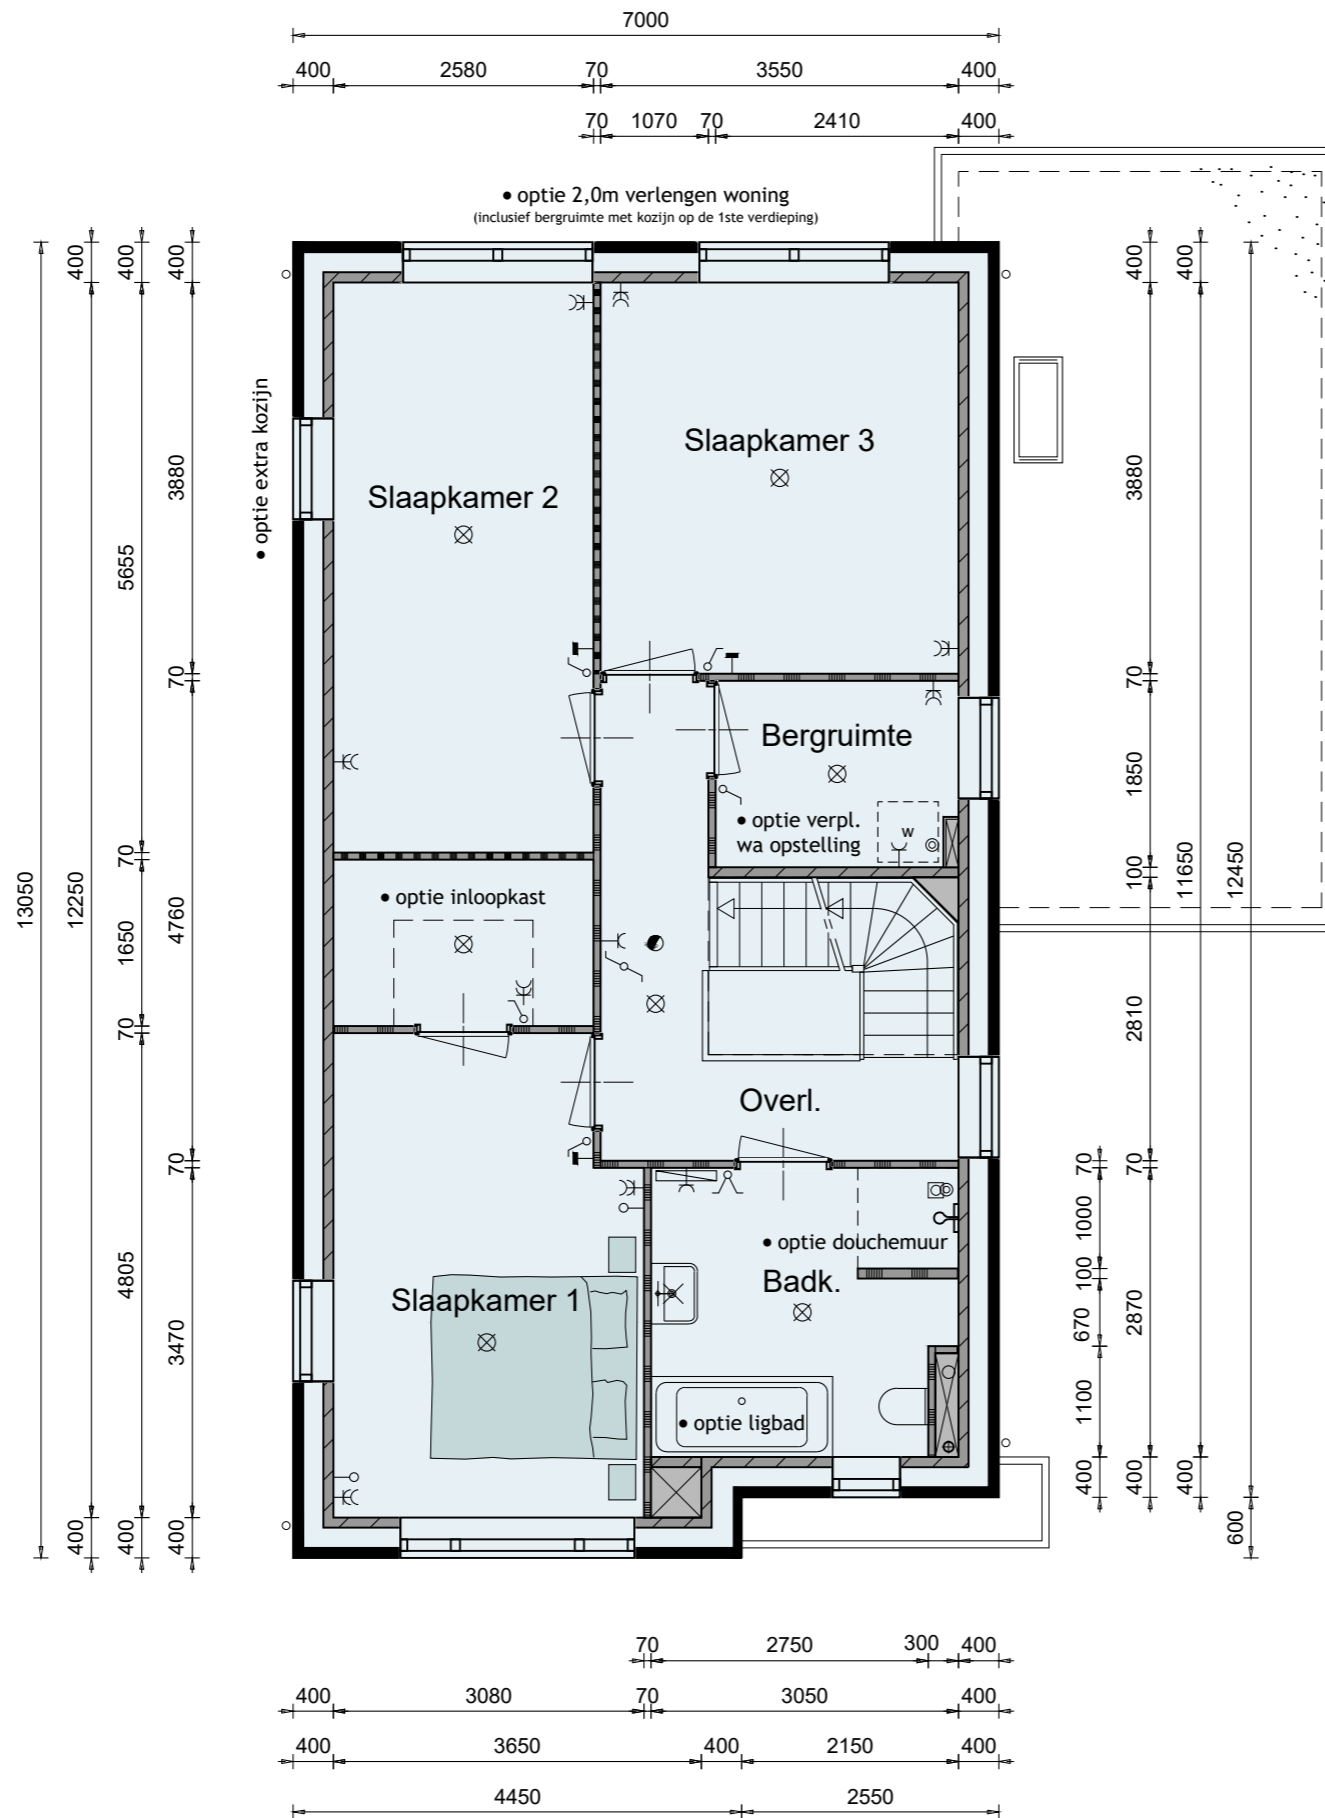 7000
400 2580 70 3550 400
70 1070 70 2410 400
• optie 2,0m verlengen woning
(inclusief bergruimte met kozijn op de 1ste verdieping)
13050
12250
400
400
400
400
400
12450
11650
• optie extra kozijn
Slaapkamer 3
Slaapkamer 2
3880
5655
3880
70
70
Bergruimte
1850
• optie verpl.
wa opstelling
w
70
100
• optie inloopkast
1650
4760
70
2810
Overl.
70
70
70
1000
• optie douchemuur
100
Badk.
4805
Slaapkamer 1
3470
670
2870
1100
• optie ligbad
400
400
400
400
400
400
400
600
70 2750 300 400
400 3080 70 3050 400
400 3650 400 2150 400
4450 2550